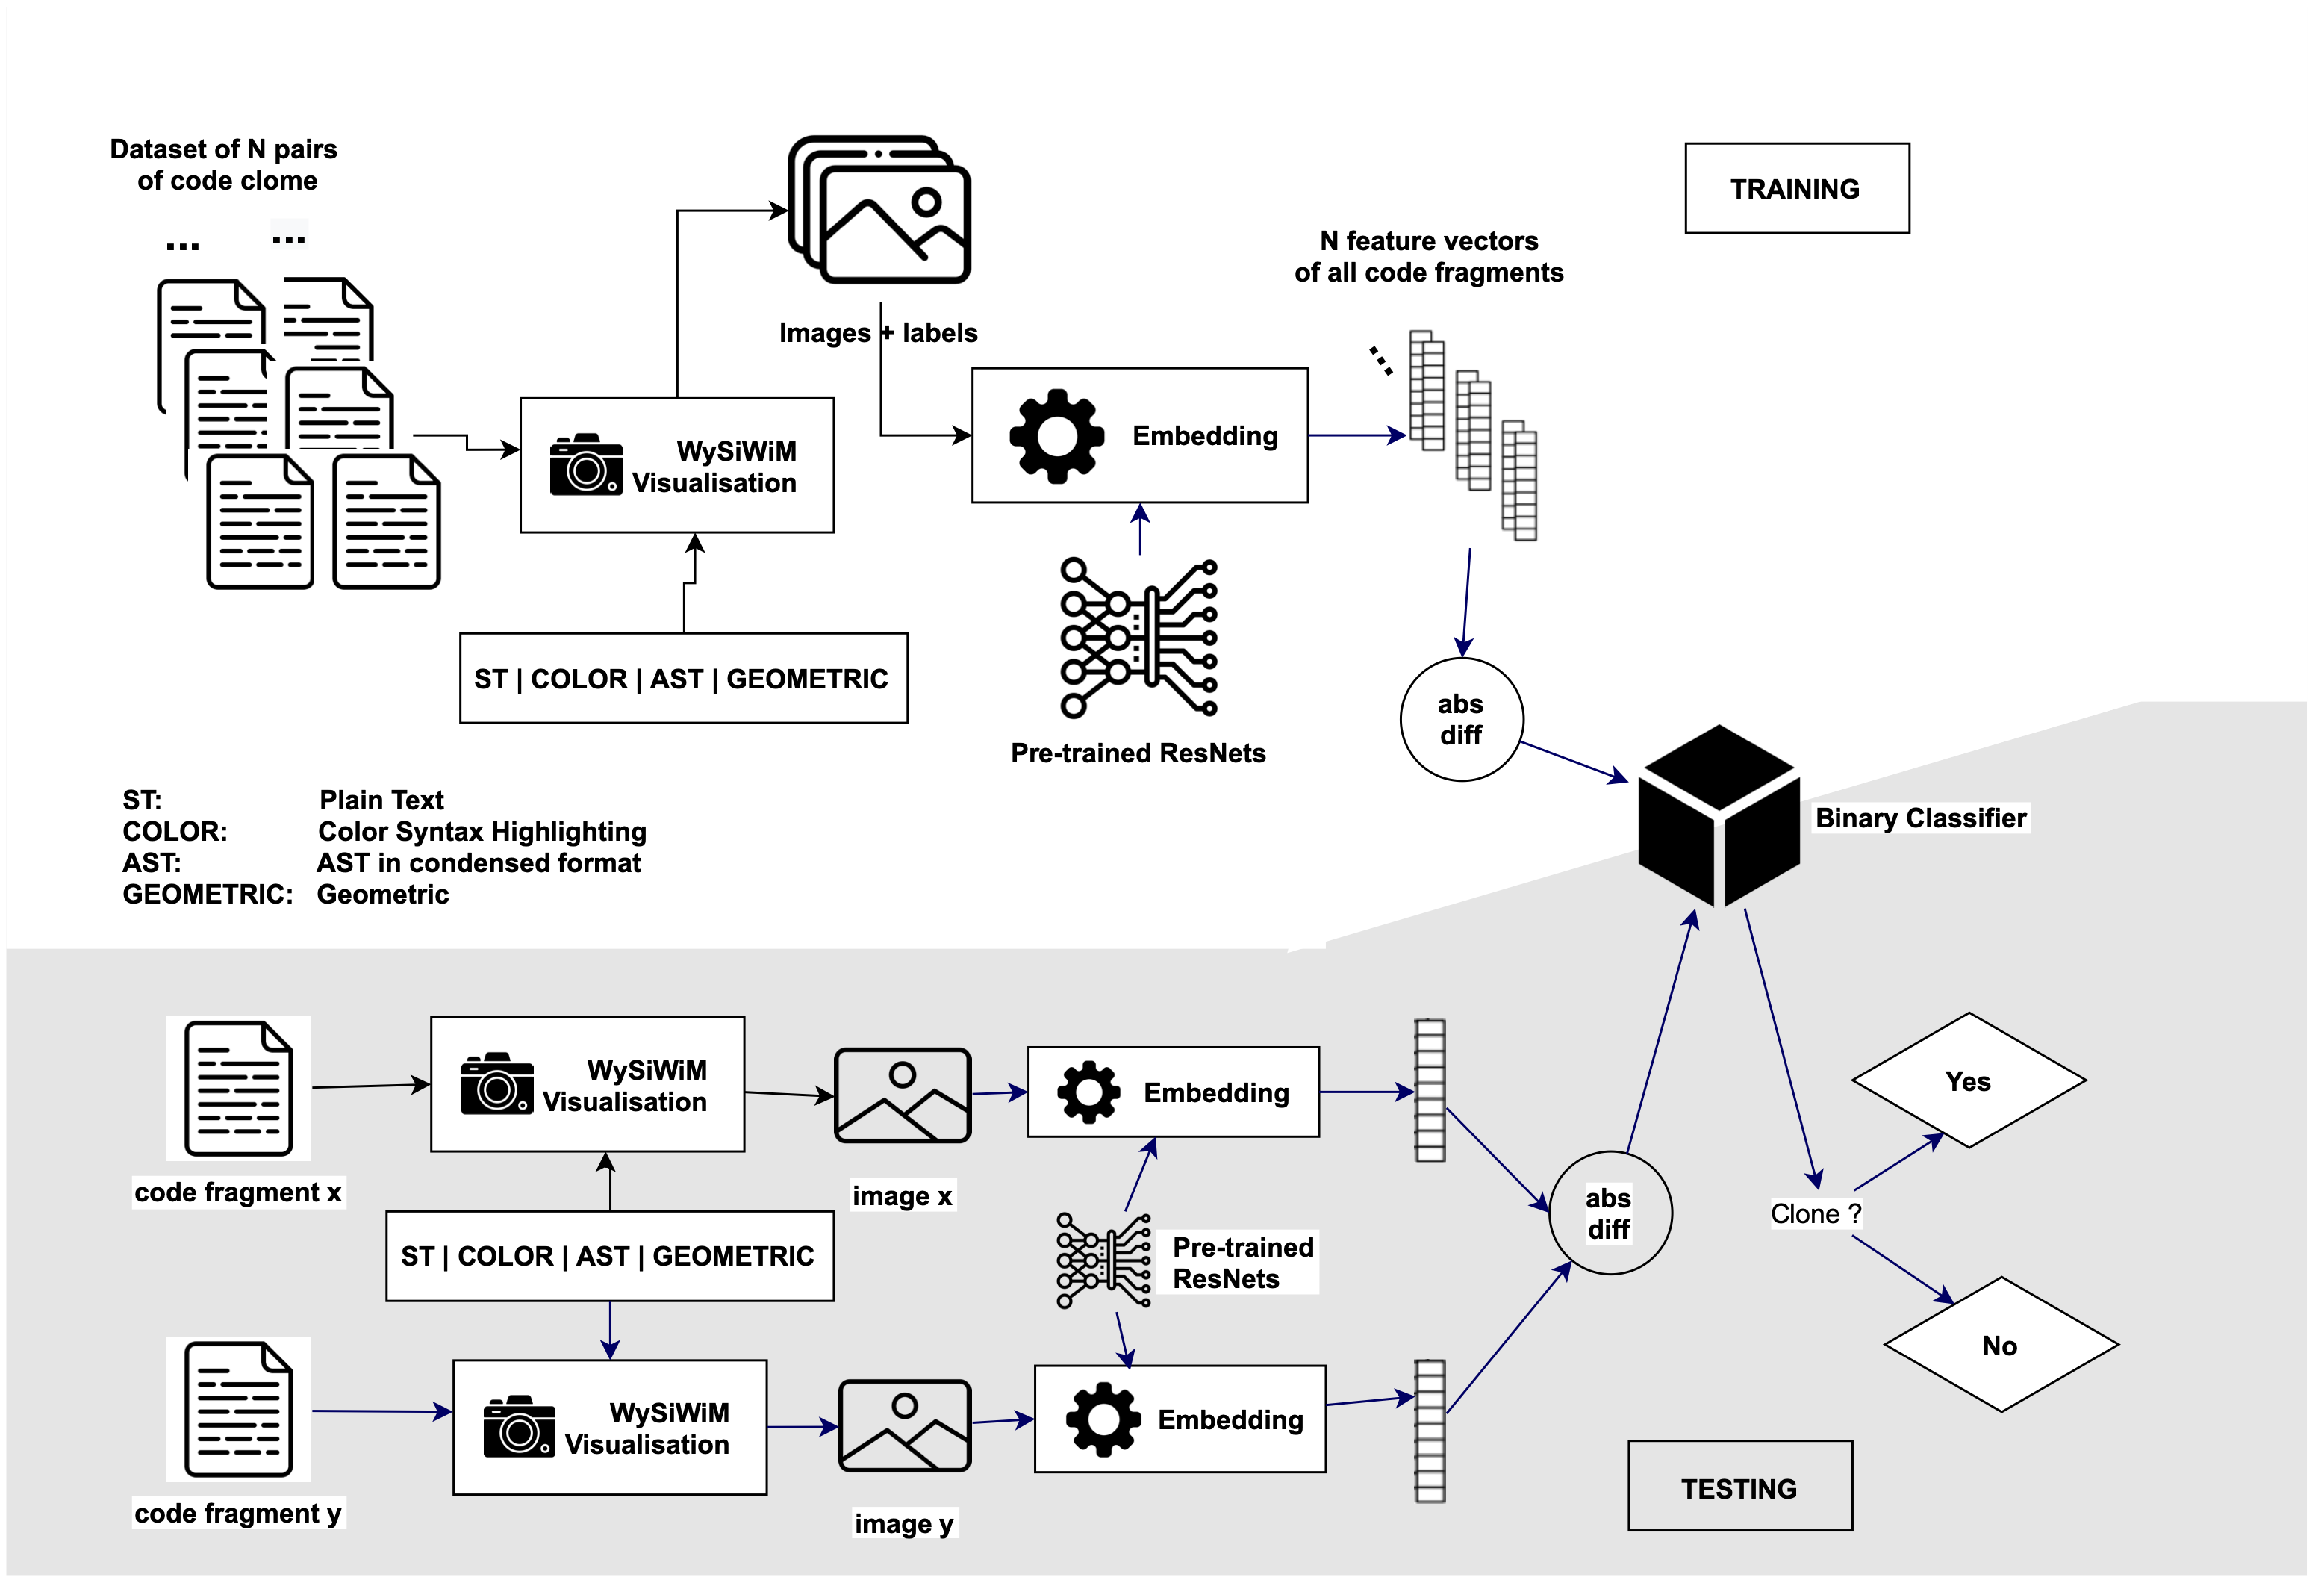 Dataset of N pairs
of code clome
...
...
TRAINING
N feature vectors
of all code fragments
Images + labels
WySiWiM
Visualisation
Embedding
ST | COLOR | AST | GEOMETRIC
abs
diff
Pre-trained ResNets
ST: Plain Text
COLOR: Color Syntax Highlighting
AST: AST in condensed format
GEOMETRIC: Geometric
Binary Classifier
code fragment x
WySiWiM
Visualisation
image x
Embedding
ST | COLOR | AST | GEOMETRIC
Pre-trained
ResNets
abs
diff
Clone ?
Yes
No
code fragment y
WySiWiM
Visualisation
image y
Embedding
TESTING